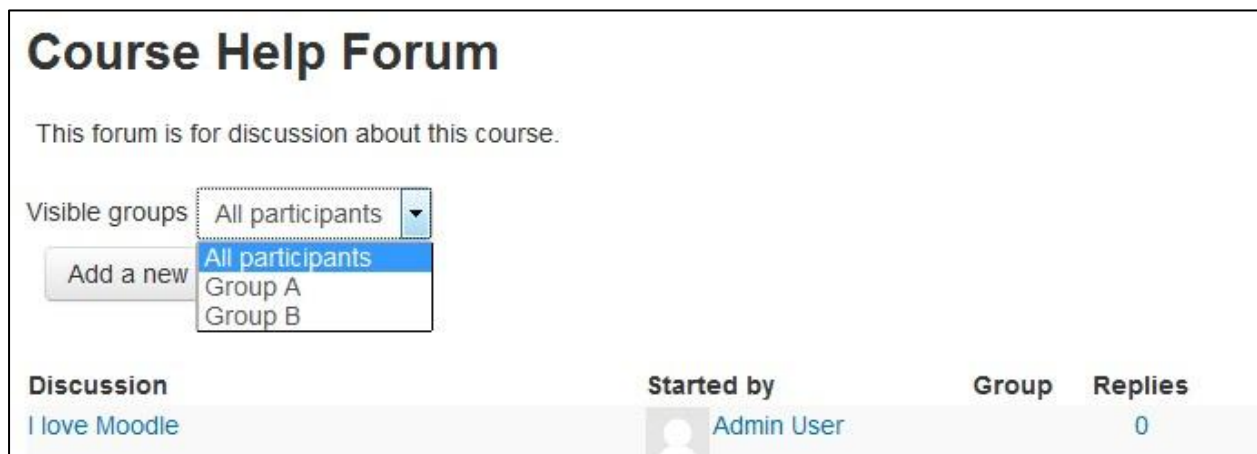 Course Help Forum
This forum is for discussion about this course.
Visible groups All participants
All participants
Add a new
Group A
Group B
Discussion Started by Group Replies
I love Moodle Admin User 0